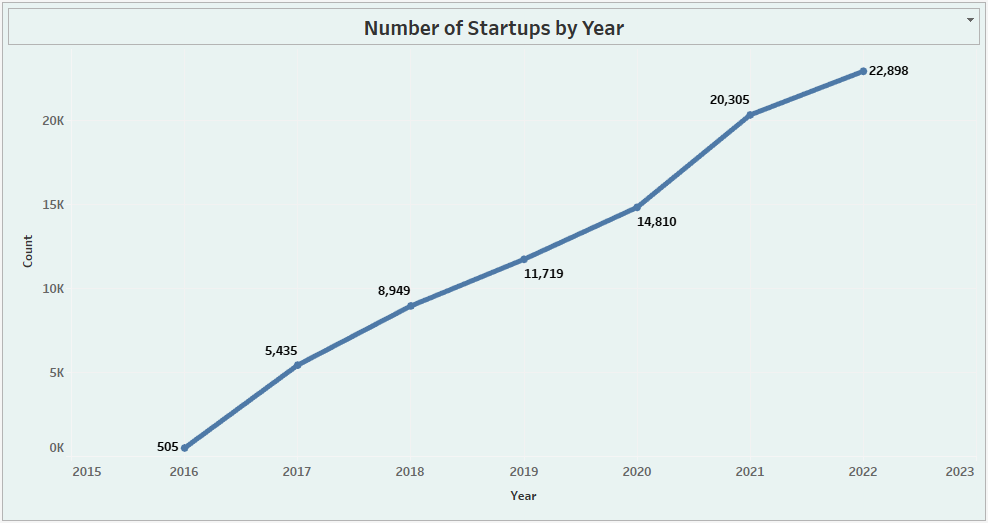 Number of Startups by Year
22,898
20,305
20K
15K
14,810
Count
11,719
10K
8,949
5,435
5K
505
0K
2015 2016 2017 2018 2019 2020 2021 2022 2023
Year